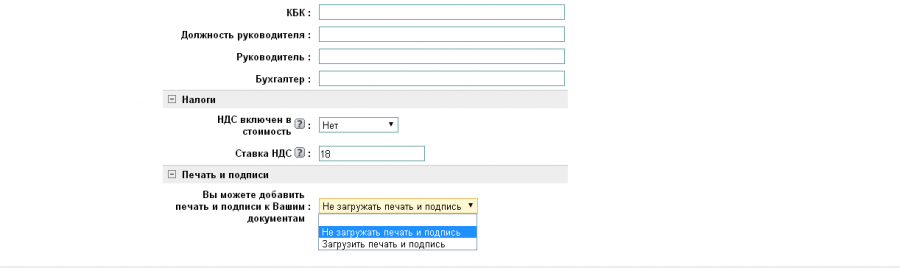 КБК :
Должность руководителя :
Руководитель :
Бухгалтер :
Налоги
НДС включен в
стоимость ? : Нет
Ставка НДС ? : 18
Печать и подписи
Вы можете добавить
печать и подписи к Вашим : Не загружать печать и подпись
документам
Не загружать печать и подпись
Загрузить печать и подпись